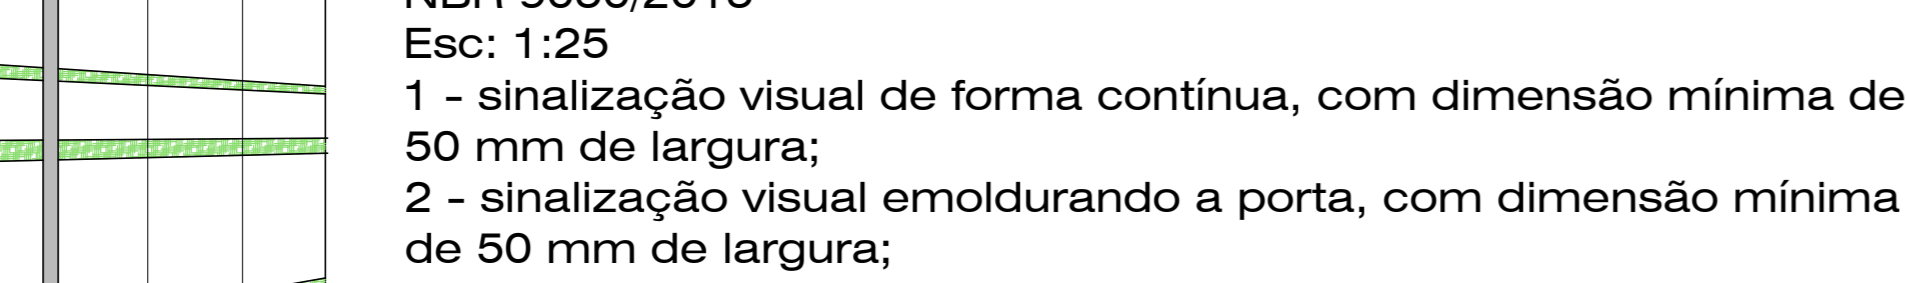 Esc: 1:25
1 - sinalização visual de forma contínua, com dimensão mínima de
50 mm de largura;
2 - sinalização visual emoldurando a porta, com dimensão mínima
de 50 mm de largura;